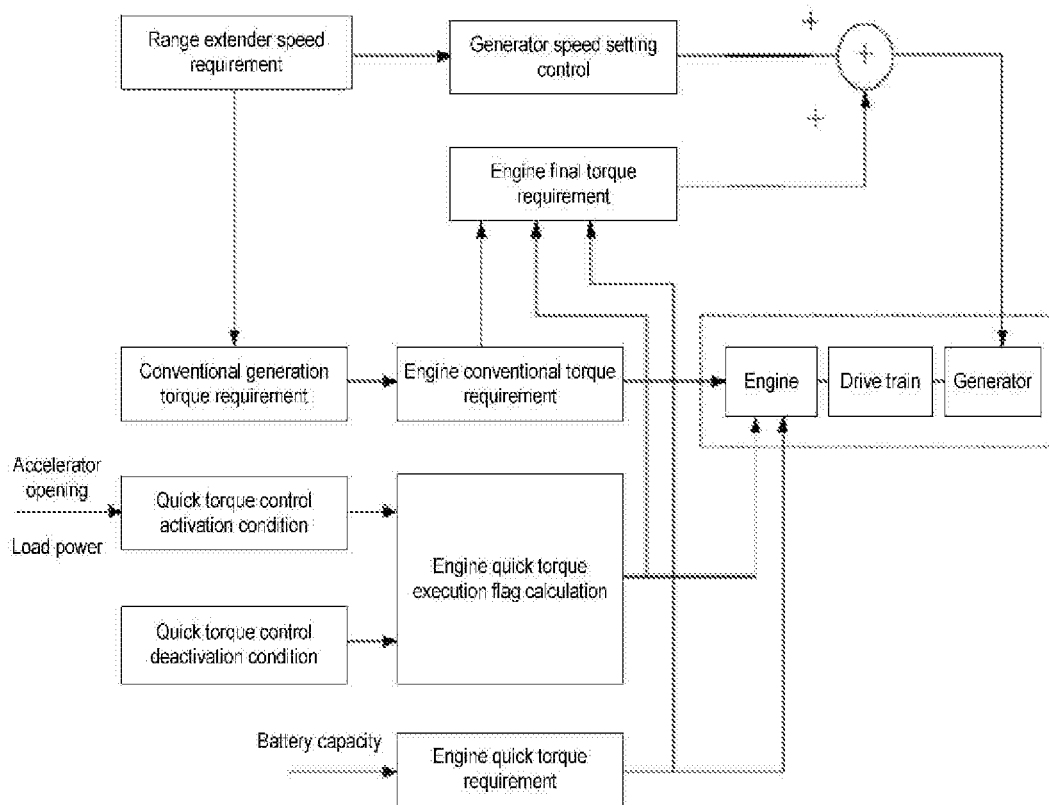 Range extender speed
requirement
Generator speed setting
control
+
+
+
Engine final torque
requirement
Conventional generation
torque requirement
Engine conventional torque
requirement
Engine
Drive train
Generator
Accelerator
opening
Load power
Quick torque control
activation condition
Engine quick torque
execution flag calculation
Quick torque control
deactivation condition
Battery capacity
Engine quick torque
requirement